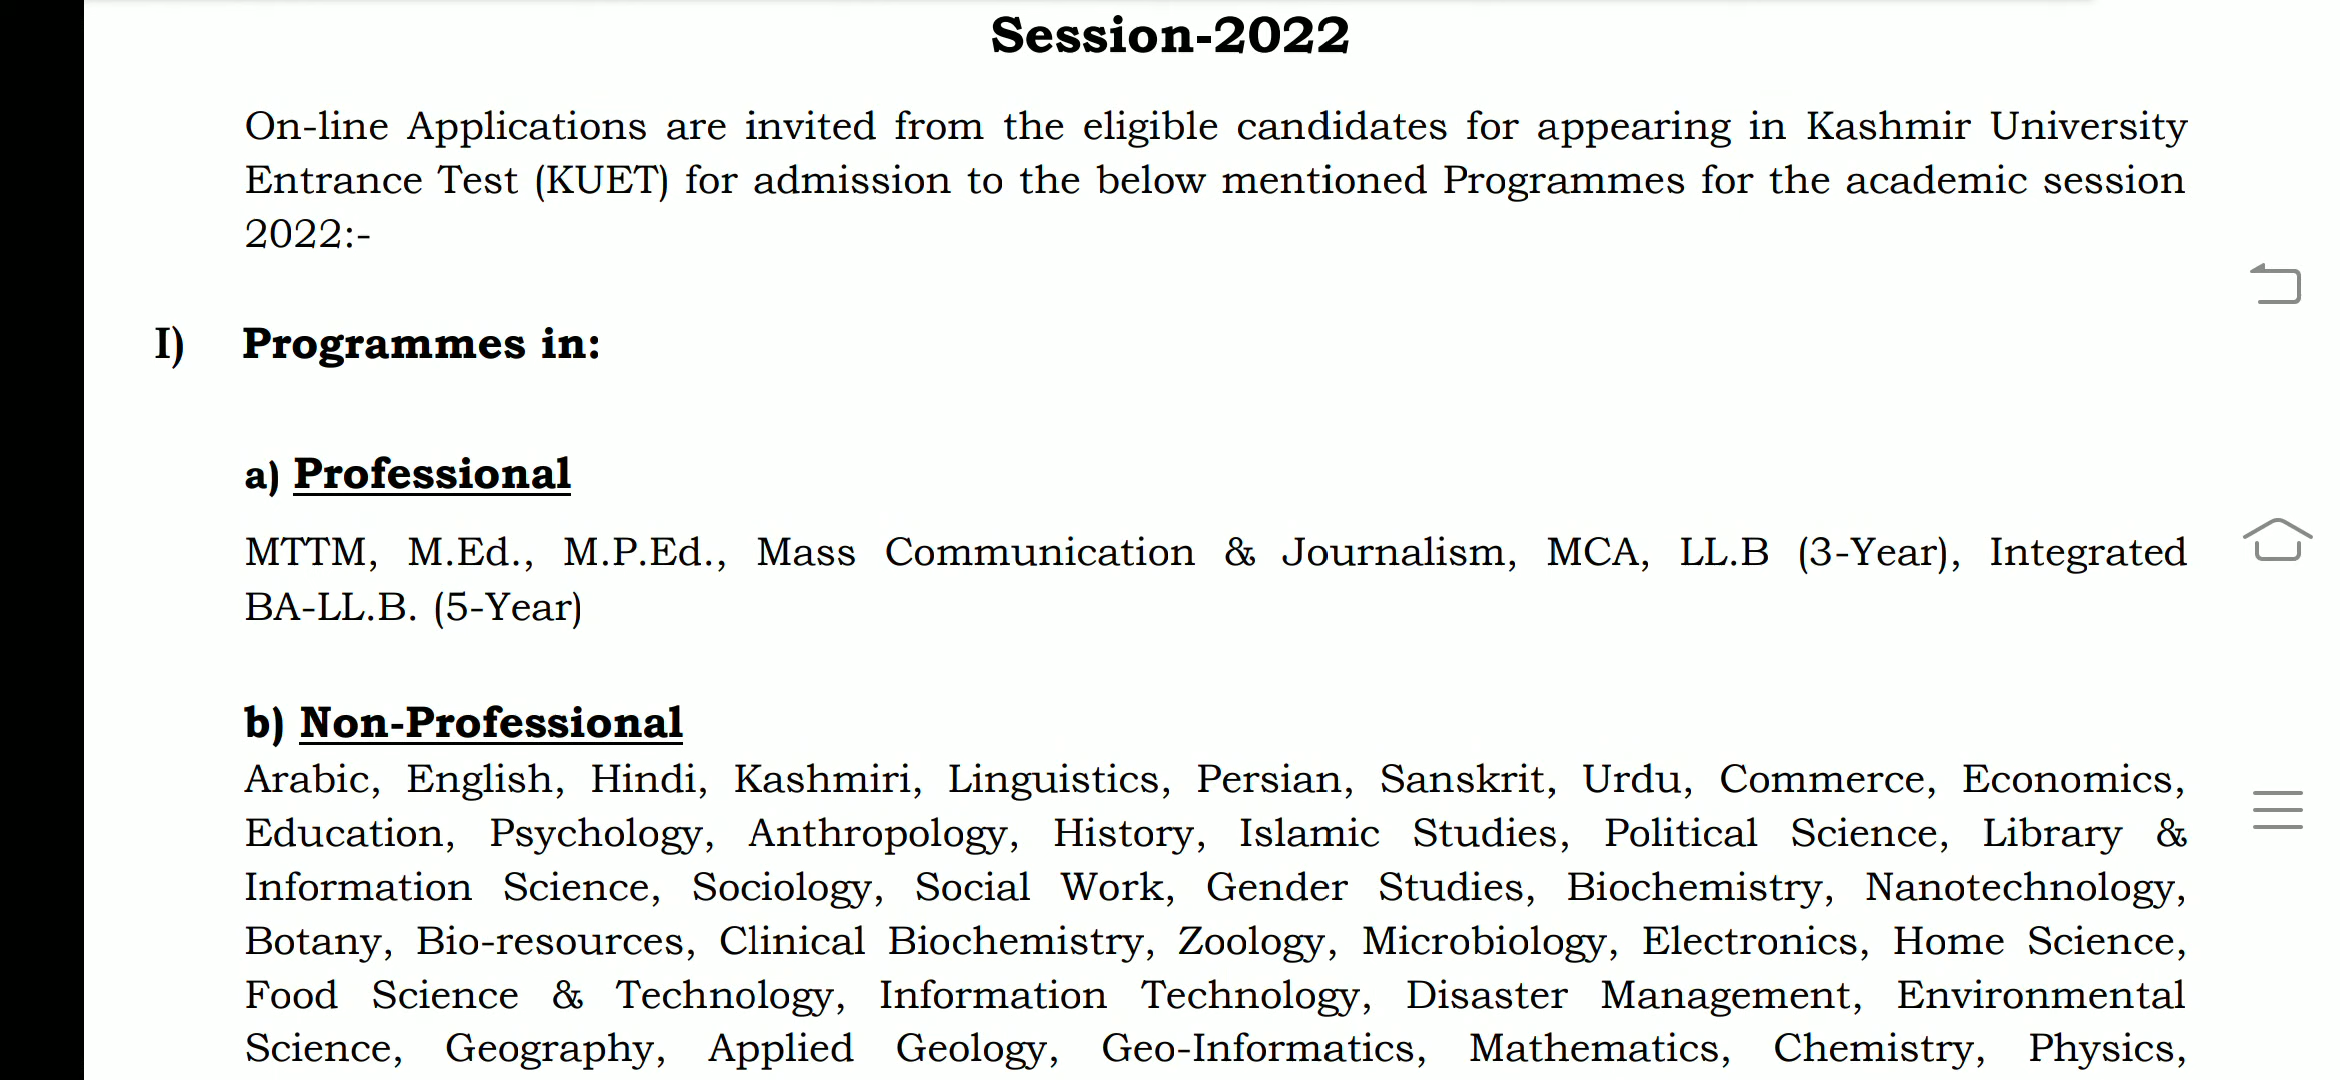 Session-2022
On-line Applications are invited from the eligible candidates for appearing in Kashmir University
Entrance Test (KUET) for admission to the below mentioned Programmes for the academic session
2022:-
I) Programmes in:
a) Professional
MTTM, M.Ed., M.P.Ed., Mass Communication & Journalism, MCA, LL.B (3-Year), Integrated
BA-LL.B. (5-Year)
b) Non-Professional
Arabic, English, Hindi, Kashmiri, Linguistics, Persian, Sanskrit, Urdu, Commerce, Economics,
Education, Psychology, Anthropology, History, Islamic Studies, Political Science, Library &
Information Science, Sociology, Social Work, Gender Studies, Biochemistry, Nanotechnology,
Botany, Bio-resources, Clinical Biochemistry, Zoology, Microbiology, Electronics, Home Science,
Food Science & Technology, Information Technology, Disaster Management, Environmental
Science, Geography, Applied Geology, Geo-Informatics, Mathematics, Chemistry, Physics,